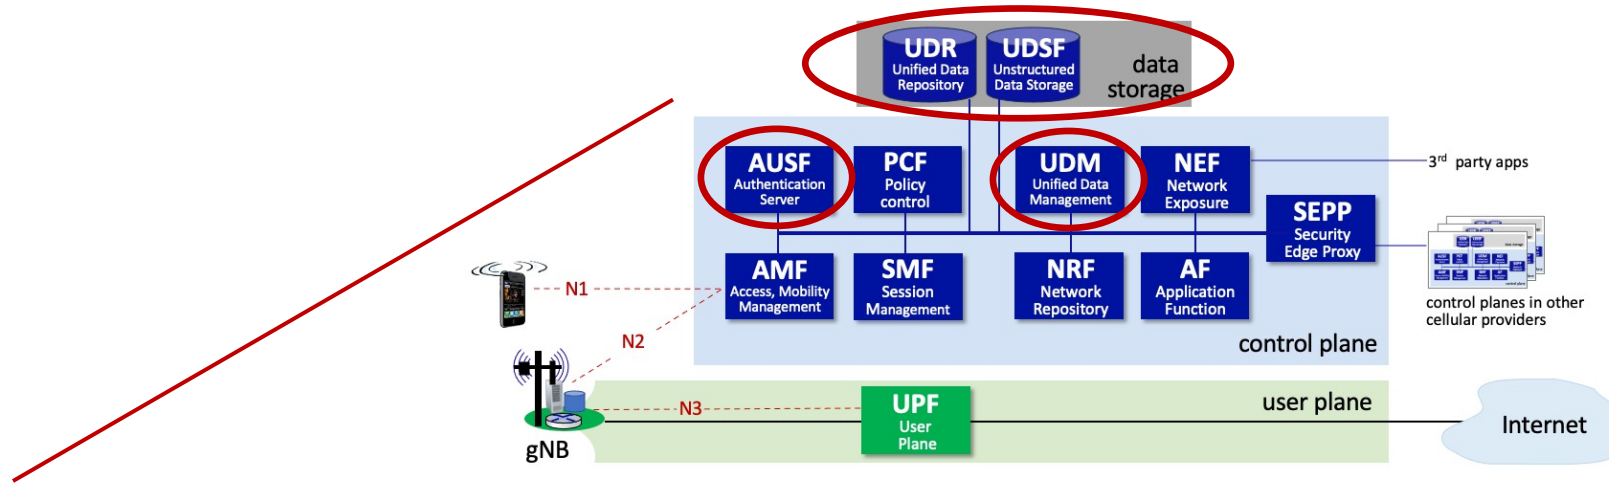 UDR
Unified Data
Repository
UDSF
Unstructured
Data Storage
data
storage
AUSF
Authentication
Server
PCF
Policy
control
UDM
Unified Data
Management
NEF
Network
Exposure
3rd party apps
SEPP
Security
Edge Proxy
AMF
Access, Mobility
Management
SMF
Session
Management
NRF
Network
Repository
AF
Application
Function
control planes in other
cellular providers
control plane
N1
N2
N3
gNB
UPF
User
Plane
user plane
Internet